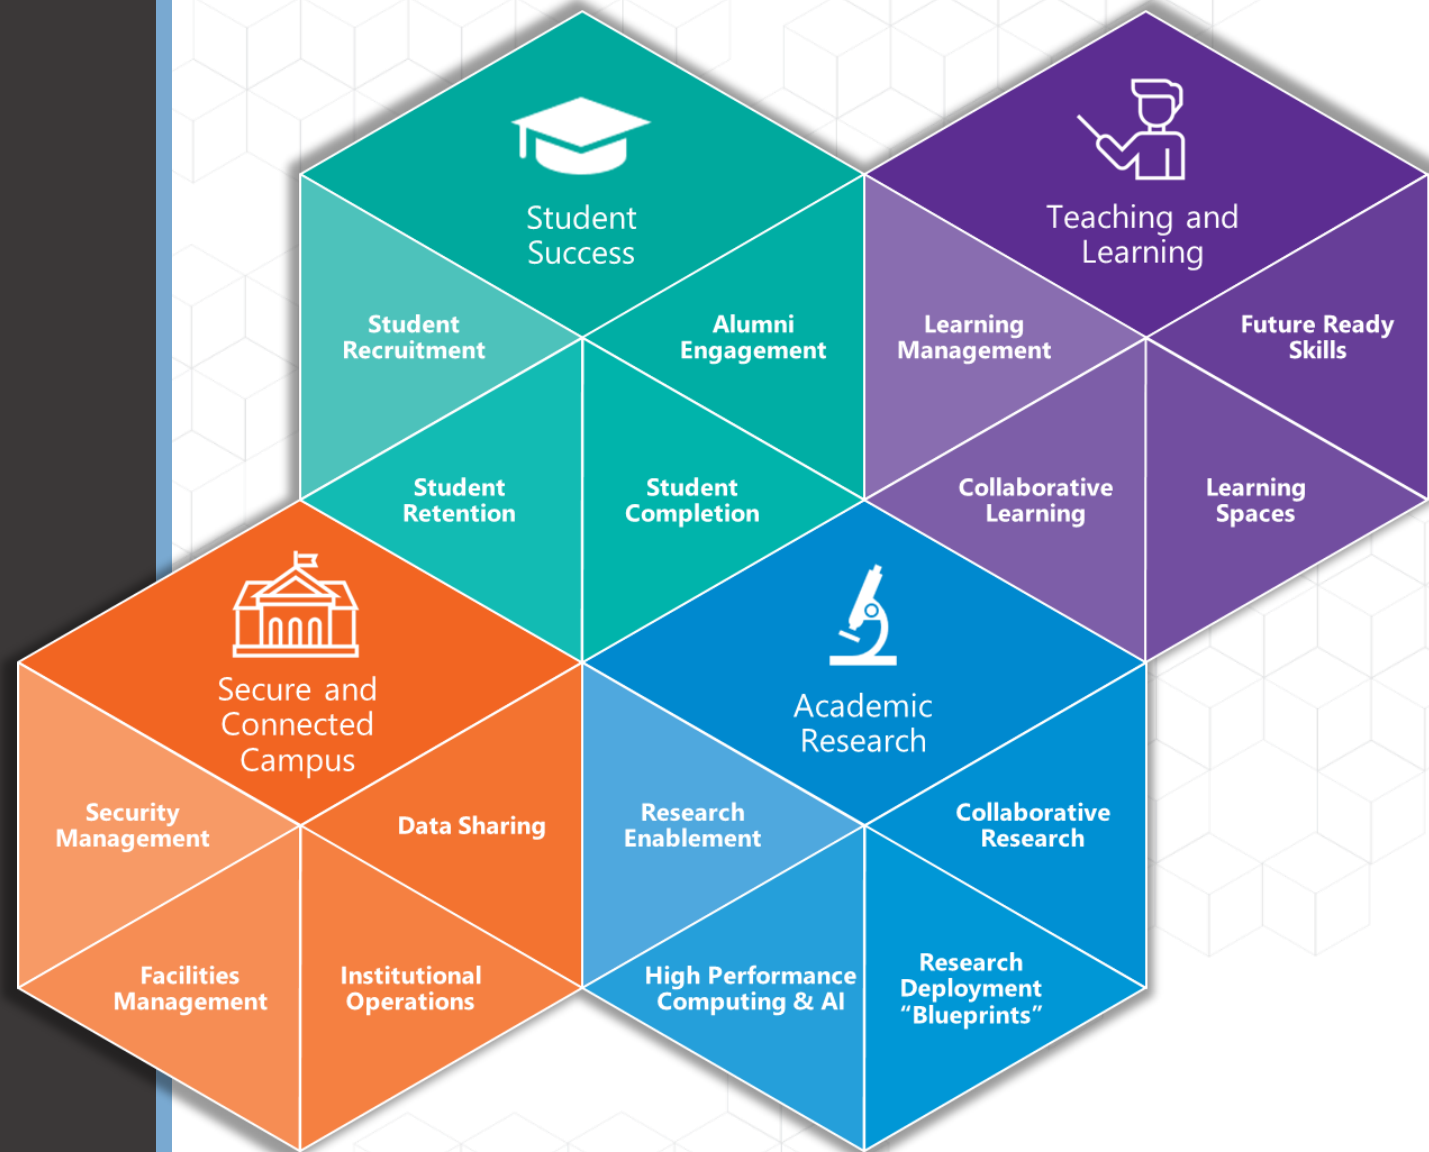 Student
Success
Student
Recruitment
Alumni
Engagement
Student
Retention
Student
Completion
Teaching and
Learning
Learning
Management
Future Ready
Skills
Collaborative
Learning
Learning
Spaces
Secure and
Connected
Campus
Security
Management
Data Sharing
Facilities
Management
Institutional
Operations
Academic
Research
Research
Enablement
Collaborative
Research
High Performance
Computing & AI
Research
Deployment
“Blueprints”